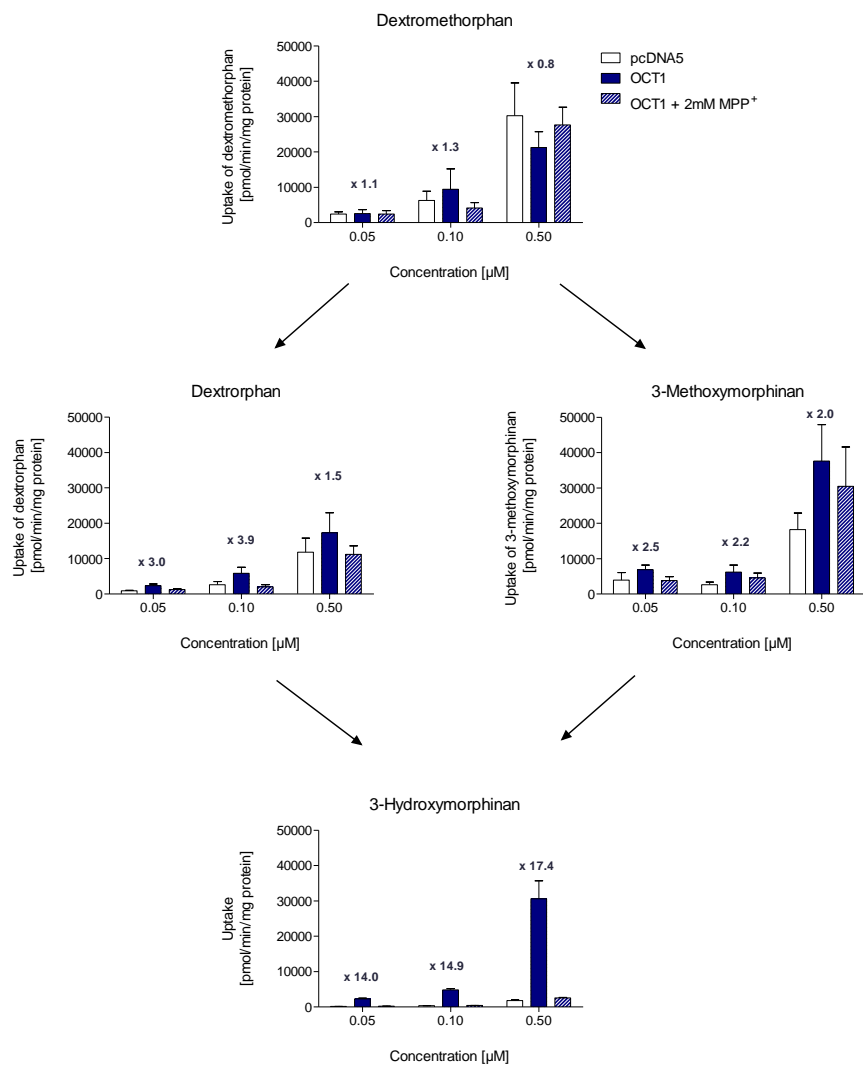 Dextromethorphan
pcDNA5
OCT1
OCT1 + 2mM MPP⁺
Uptake of dextromethorphan
[pmol/min/mg protein]
50000
40000
30000
20000
10000
0
x 1.1
x 1.3
x 0.8
0.05
0.10
0.50
Concentration [µM]
Dextrorphan
Uptake of dextrorphan
[pmol/min/mg protein]
50000
40000
30000
20000
10000
0
x 3.0
x 3.9
x 1.5
0.05
0.10
0.50
Concentration [µM]
3-Methoxymorphinan
Uptake of 3-methoxymorphinan
[pmol/min/mg protein]
50000
40000
30000
20000
10000
0
x 2.5
x 2.2
x 2.0
0.05
0.10
0.50
Concentration [µM]
3-Hydroxymorphinan
Uptake
[pmol/min/mg protein]
50000
40000
30000
20000
10000
0
x 14.0
x 14.9
x 17.4
0.05
0.10
0.50
Concentration [µM]